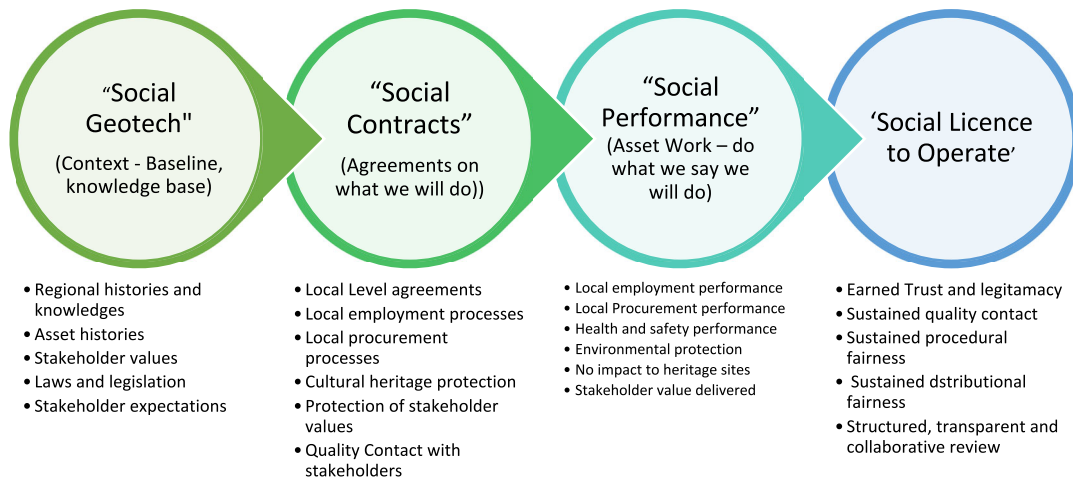 “Social
Geotech"
(Context - Baseline,
knowledge base)
• Regional histories and
knowledges
• Asset histories
• Stakeholder values
• Laws and legislation
• Stakeholder expectations
“Social
Contracts”
(Agreements on
what we will do))
• Local Level agreements
• Local employment processes
• Local procurement
processes
• Cultural heritage protection
• Protection of stakeholder
values
• Quality Contact with
stakeholders
“Social
Performance”
(Asset Work – do
what we say we
will do)
• Local employment performance
• Local Procurement performance
• Health and safety performance
• Environmental protection
• No impact to heritage sites
• Stakeholder value delivered
‘Social Licence
to Operate’
• Earned Trust and legitamacy
• Sustained quality contact
• Sustained procedural
fairness
• Sustained dstributional
fairness
• Structured, transparent and
collaborative review